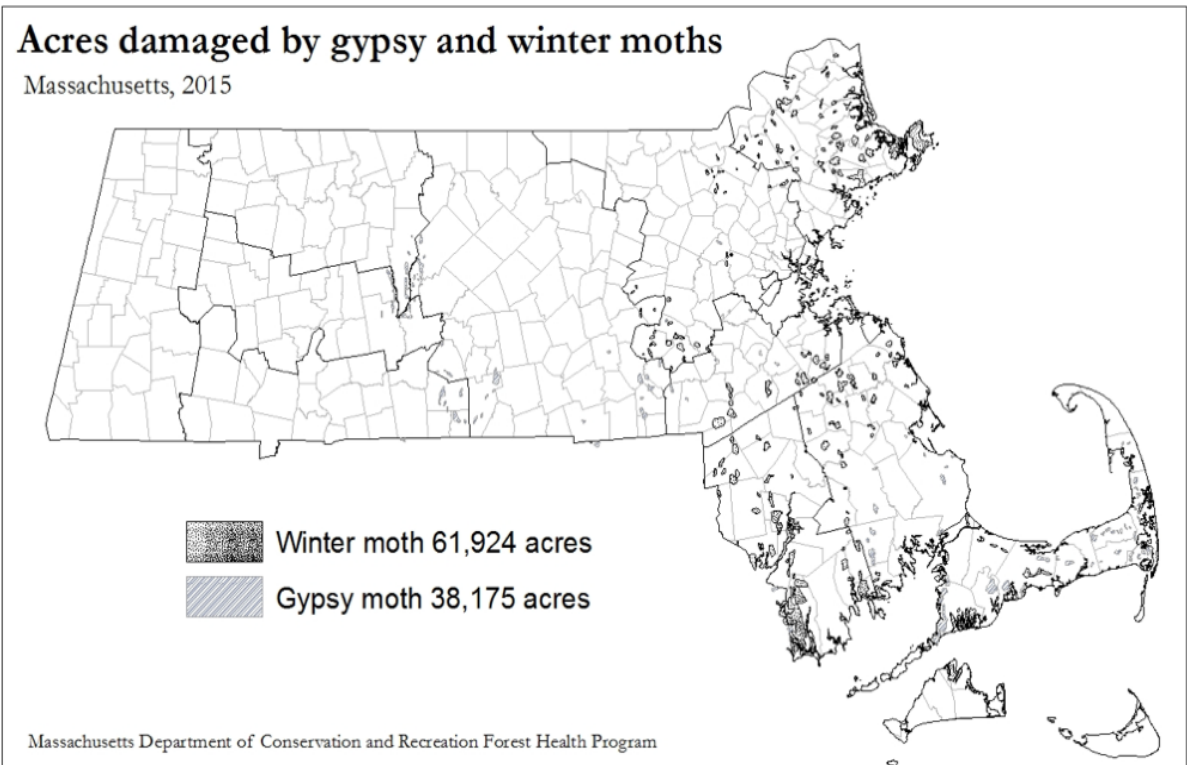 Acres damaged by gypsy and winter moths
Massachusetts, 2015
Winter moth 61,924 acres
Gypsy moth 38,175 acres
Massachusetts Department of Conservation and Recreation Forest Health Program